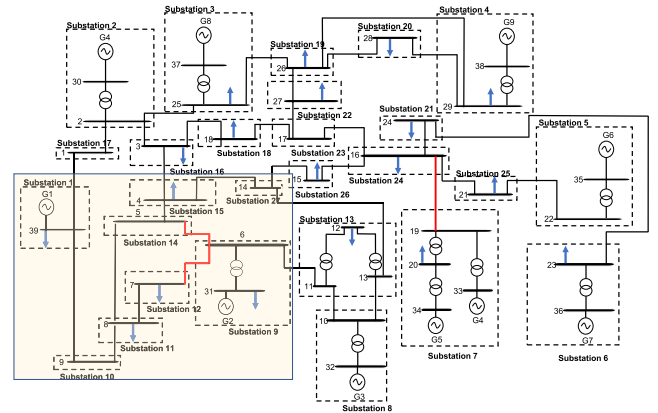 Substation 3
Substation 4
Substation 2
G8
Substation 20
G9
G4
28
Substation 19
37
26
38
30
25
27
29
2
Substation 22
Substation 21
Substation 5
24
G6
Substation 17
3
18
17
1
Substation 18
Substation 23
16
Substation 16
15
Substation 24
Substation 25
35
Substation 1
14
Substation 26
21
G1
4
Substation 15
Substation 27
22
39
5
Substation 13
Substation 14
12
6
19
20
23
7
31
11
13
33
Substation 12
G2
34
36
8
Substation 9
10
G4
G5
G7
Substation 11
Substation 7
Substation 6
9
32
Substation 10
G3
Substation 8